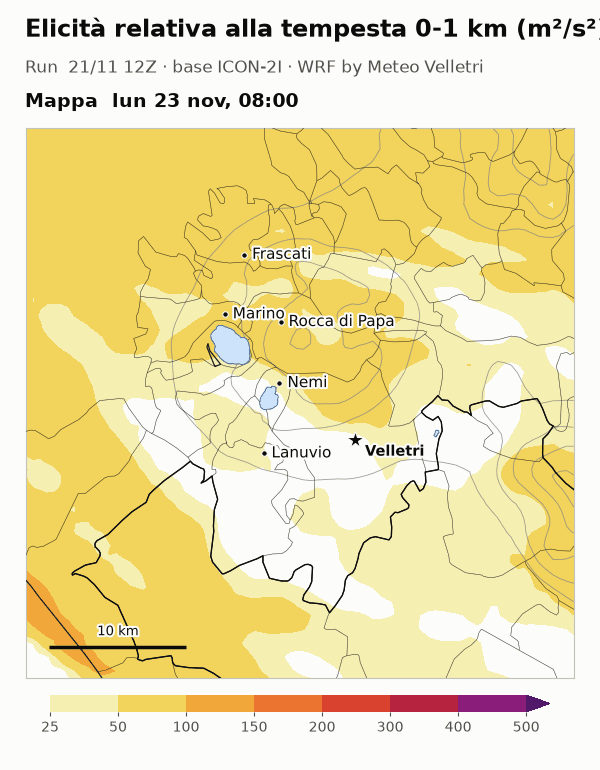 Elicità relativa alla tempesta 0-1 km (m²/s²)
Run  21/11 12Z · base ICON-2I · WRF by Meteo Velletri
Mappa  lun 23 nov, 08:00
Frascati
Marino
Rocca di Papa
Nemi
Velletri
Lanuvio
10 km
25 50 100 150 200 300 400 500